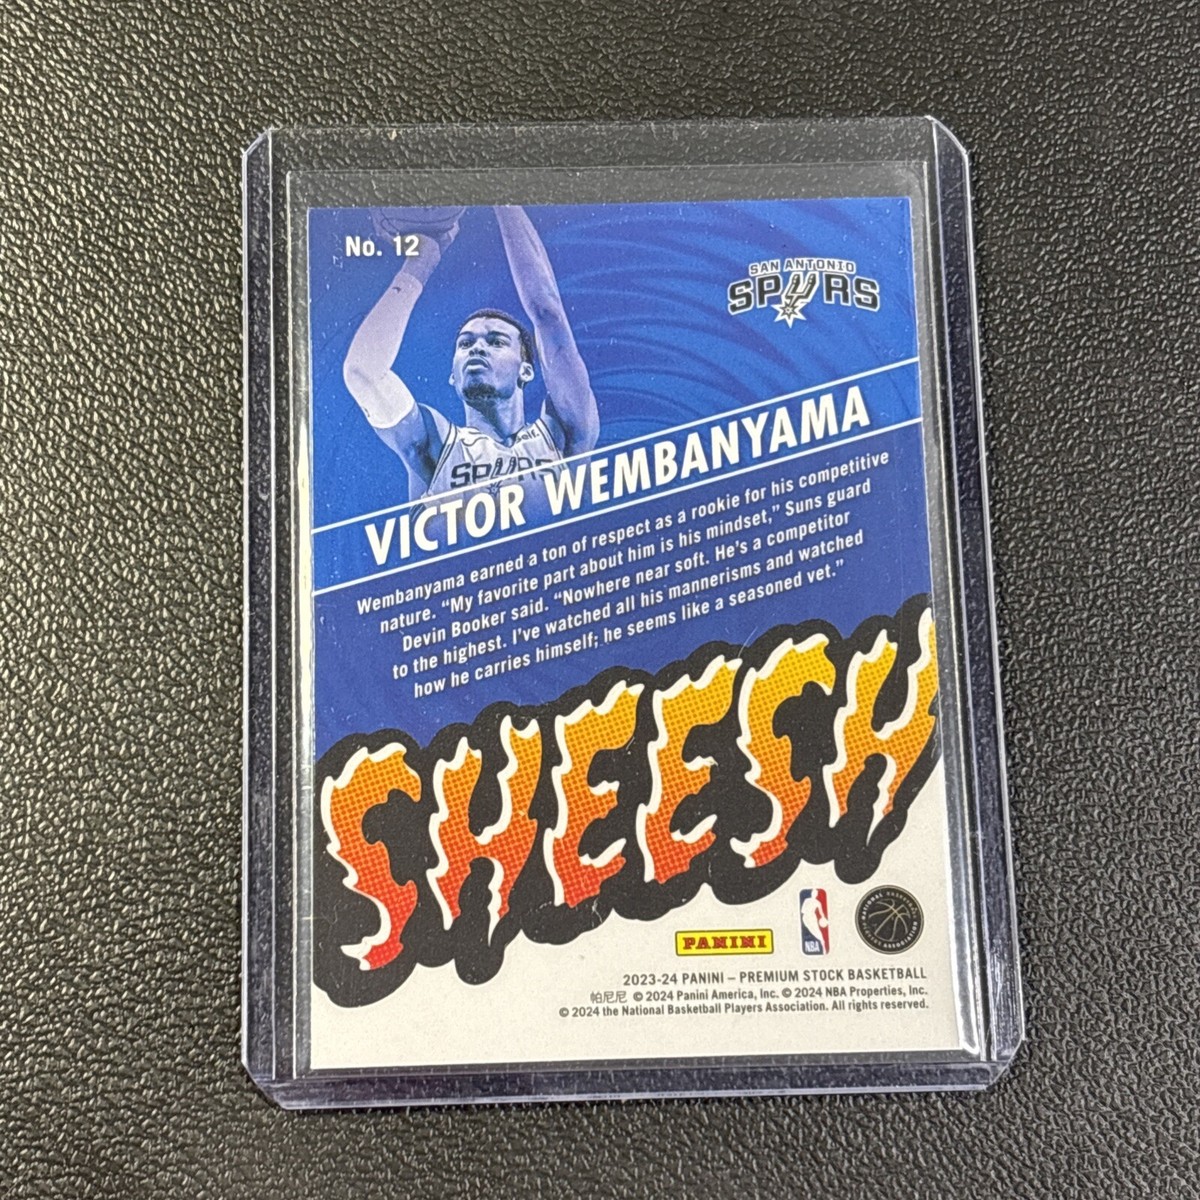 No. 12
SAN ANTONIO
SPURS
self.
SPURS
VICTOR WEMBANYAMA
Wembanyama earned a ton of respect as a rookie for his competitive
nature. “My favorite part about him is his mindset,” Suns guard
Devin Booker said. “Nowhere near soft. He’s a competitor
to the highest. I’ve watched all his mannerisms and watched
how he carries himself; he seems like a seasoned vet.”
SHEESH
PANINI
NBA
NATIONAL BASKETBALL
ASSOCIATION
2023-24 PANINI – PREMIUM STOCK BASKETBALL
帕尼尼 © 2024 Panini America, Inc. © 2024 NBA Properties, Inc.
© 2024 the National Basketball Players Association. All rights reserved.